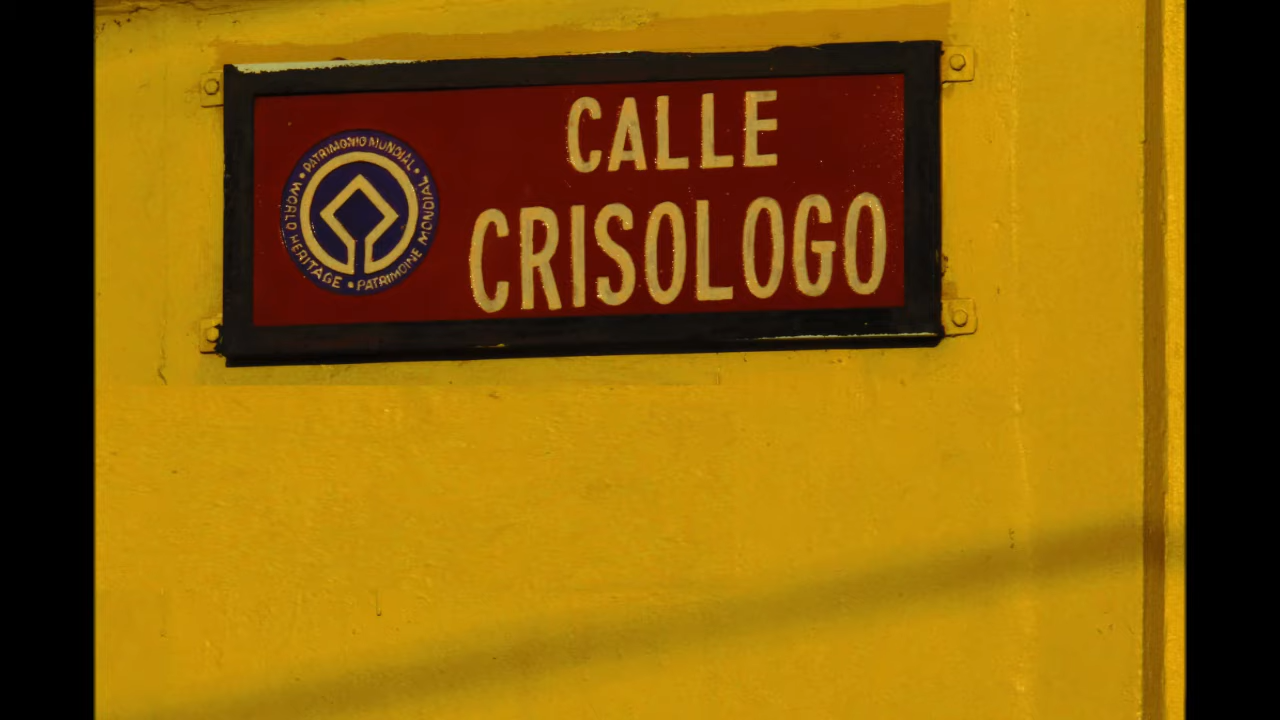 CALLE
CRISOLOGO
• PATRIMONIO MUNDIAL •
WORLD HERITAGE •
PATRIMOINE MONDIAL